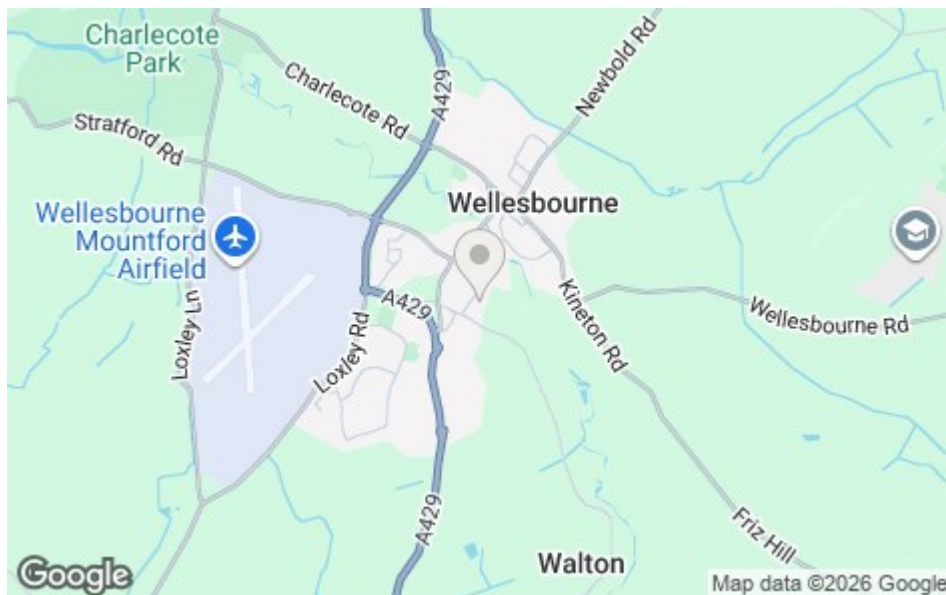 Charlecote
Park
Charlecote Rd
A429
Newbold Rd
Stratford Rd
Wellesbourne
Wellesbourne
Mountford
Airfield
Loxley Ln
A429
Loxley Rd
Kineton Rd
Wellesbourne Rd
A429
Friz Hill
Walton
Google
Map data ©2026 Google